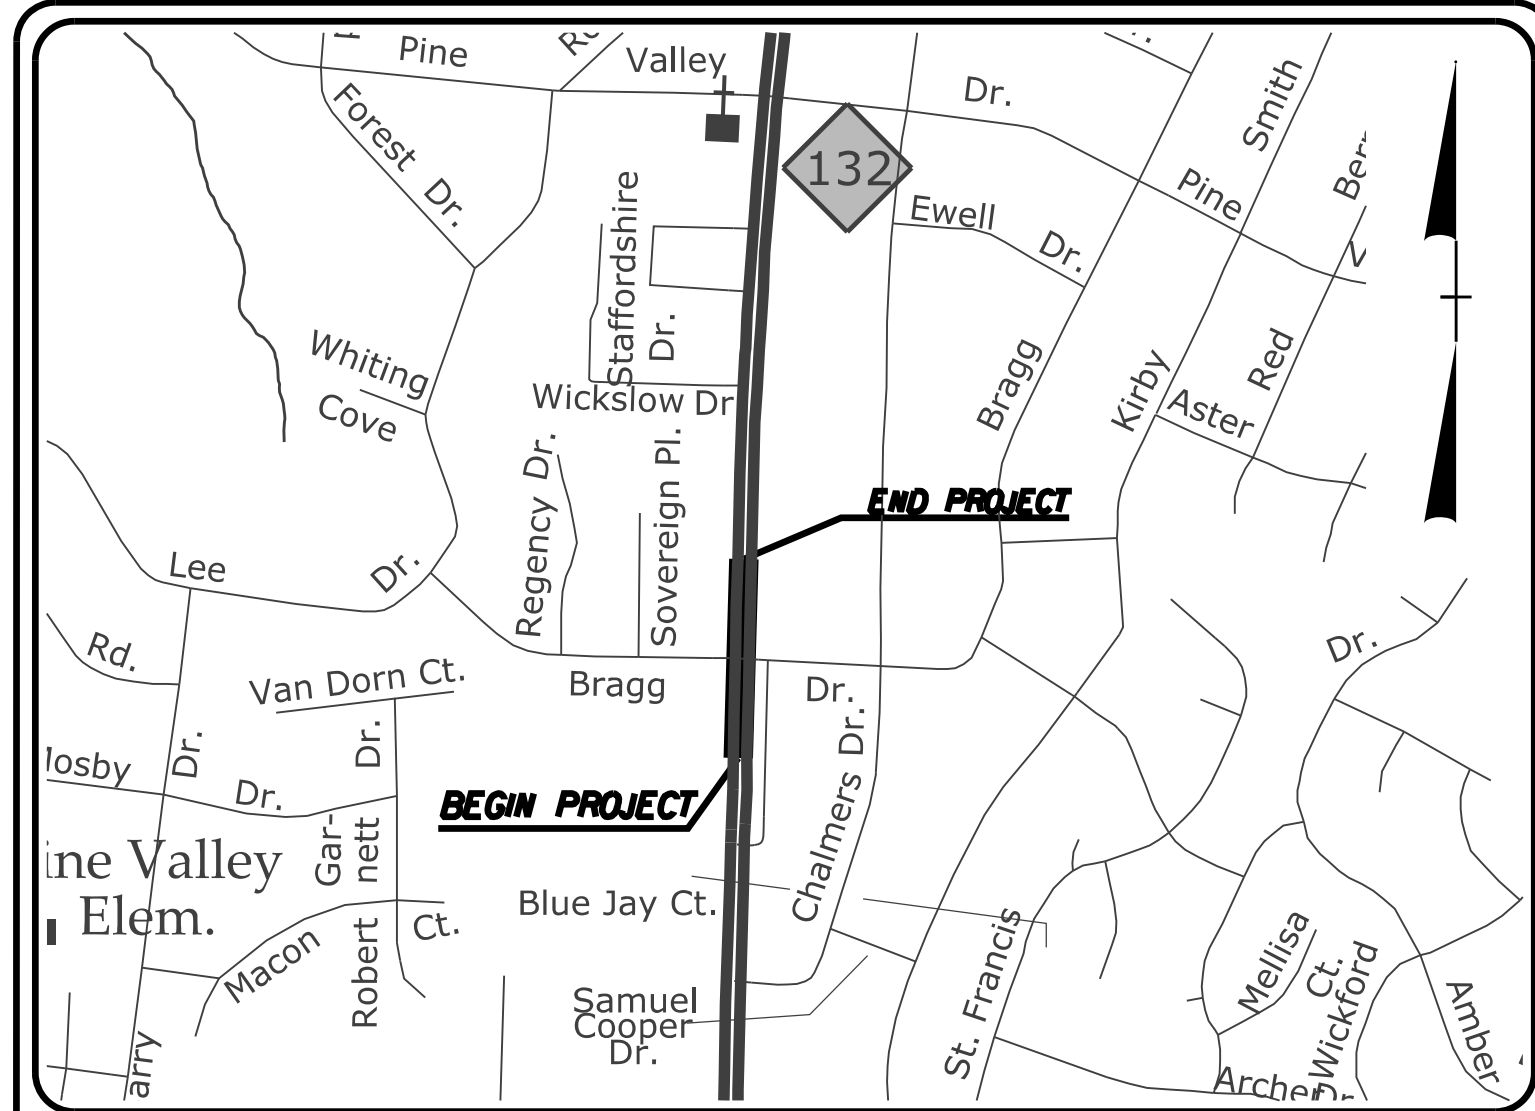 Pine
Valley
Dr.
Smith
Forest Dr.
132
Pine
Ewell
Dr.
Staffordshire
Dr.
Whiting
Cove
Wickslow Dr
Bragg
Kirby
Red
Aster
Regency Dr.
Sovereign Pl.
END PROJECT
Lee
Dr.
Rd.
Van Dorn Ct.
Bragg
Dr.
Dr.
Dr.
Dr.
Dr.
BEGIN PROJECT
Chalmers Dr.
Gar-
nett
Valley
Elem.
Blue Jay Ct.
Macon
Ct.
Robert
Samuel
Cooper
Dr.
St. Francis
Mellisa
Ct.
Wickford
Amber
Archer